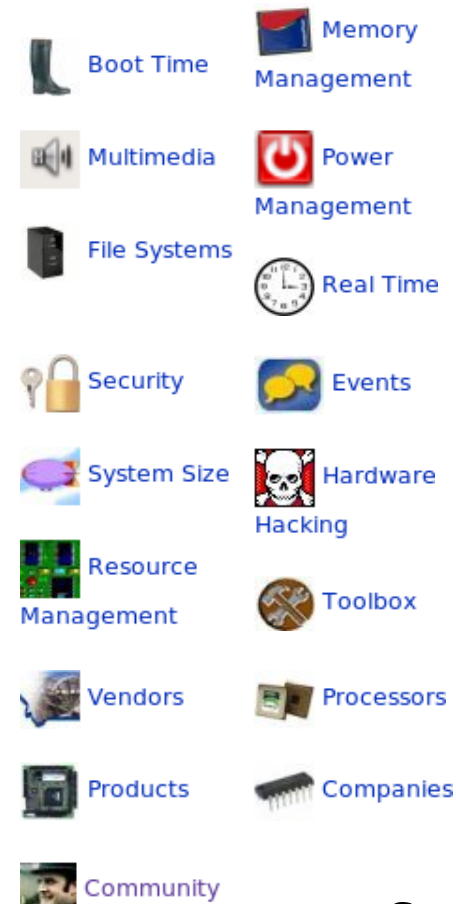 Boot Time
Multimedia
File Systems
Security
System Size
Resource
Management
Vendors
Products
Community
Memory
Management
Power
Management
Real Time
Events
Hardware
Hacking
Toolbox
Processors
Companies